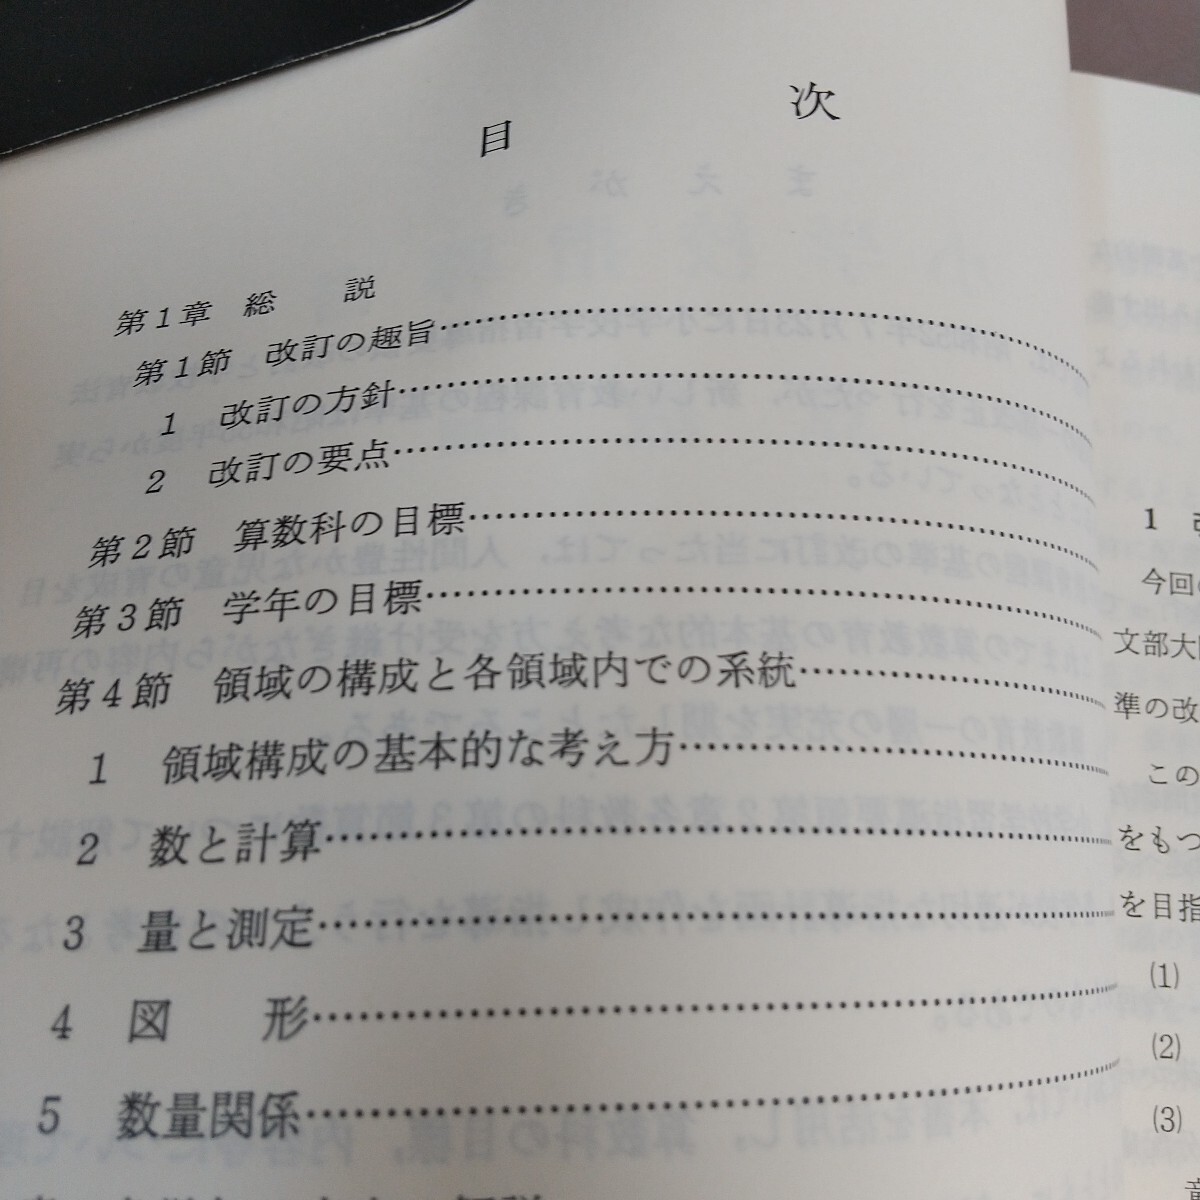 目次
第1章 総説
第1節 改訂の趣旨
1 改訂の方針
2 改訂の要点
第2節 算数科の目標
第3節 学年の目標
第4節 領域の構成と各領域内での系統
1 領域構成の基本的な考え方
2 数と計算
3 量と測定
4 図形
5 数量関係
1
今回
文部大
準の改
この
をもつ
を目指
(1)
(2)
(3)